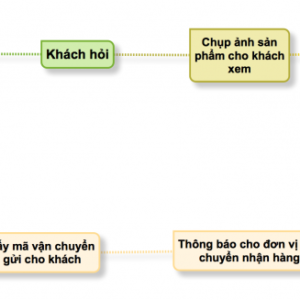 Khách hỏi
Chụp ảnh sản
phẩm cho khách
xem
mã vận chuyển
gửi cho khách
Thông báo cho đơn vị
chuyển nhận hàng